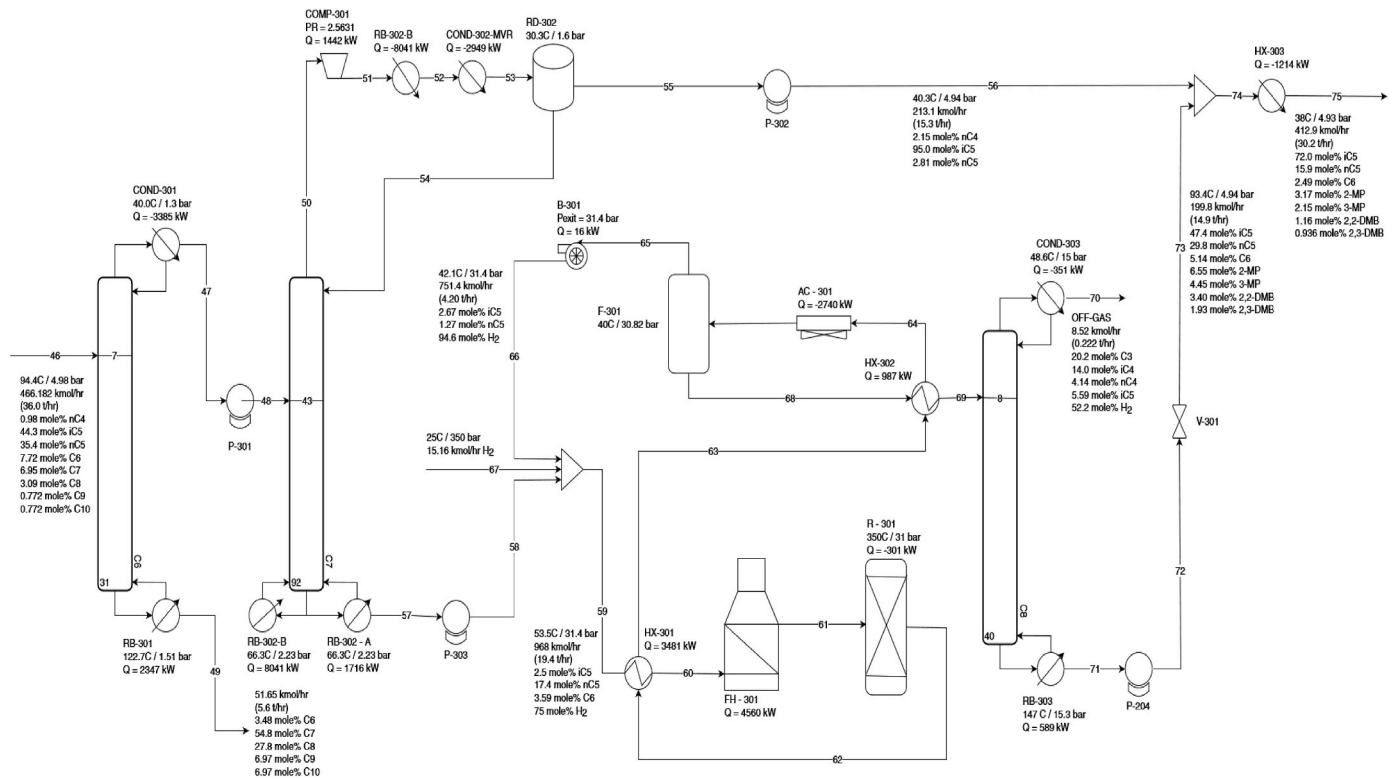 COMP-301
PR = 2.5631
Q = 1442 kW
RB-302-B
Q = -8041 kW
COND-302-MVR
Q = -2949 kW
RD-302
30.3C / 1.6 bar
HX-303
Q = -1214 kW
51
52
53
55
P-302
56
74
75
40.3C / 4.94 bar
213.1 kmol/hr
(15.3 t/hr)
2.15 mole% nC4
95.0 mole% iC5
2.81 mole% nC5
38C / 4.93 bar
412.9 kmol/hr
(30.2 t/hr)
72.0 mole% iC5
15.9 mole% nC5
2.49 mole% C6
3.17 mole% 2-MP
2.15 mole% 3-MP
1.16 mole% 2,2-DMB
0.936 mole% 2,3-DMB
COND-301
40.0C / 1.3 bar
Q = -3385 kW
50
54
47
B-301
Pexit = 31.4 bar
Q = 16 kW
65
73
93.4C / 4.94 bar
199.8 kmol/hr
(14.9 t/hr)
47.4 mole% iC5
29.8 mole% nC5
5.14 mole% C6
6.55 mole% 2-MP
4.45 mole% 3-MP
3.40 mole% 2,2-DMB
1.93 mole% 2,3-DMB
42.1C / 31.4 bar
751.4 kmol/hr
(4.20 t/hr)
2.67 mole% iC5
1.27 mole% nC5
94.6 mole% H2
66
F-301
40C / 30.82 bar
AC - 301
Q = -2740 kW
64
COND-303
48.6C / 15 bar
Q = -351 kW
70
OFF-GAS
8.52 kmol/hr
(0.222 t/hr)
20.2 mole% C3
14.0 mole% iC4
4.14 mole% nC4
5.59 mole% iC5
52.2 mole% H2
46
7
94.4C / 4.98 bar
466.182 kmol/hr
(36.0 t/hr)
0.98 mole% nC4
44.3 mole% iC5
35.4 mole% nC5
7.72 mole% C6
6.95 mole% C7
3.09 mole% C8
0.772 mole% C9
0.772 mole% C10
48
43
P-301
HX-302
Q = 987 kW
68
69
8
V-301
25C / 350 bar
15.16 kmol/hr H2
67
63
58
72
R - 301
350C / 31 bar
Q = -301 kW
C6
31
C7
92
C8
40
RB-301
122.7C / 1.51 bar
Q = 2347 kW
49
RB-302-B
66.3C / 2.23 bar
Q = 8041 kW
RB-302 - A
66.3C / 2.23 bar
Q = 1716 kW
57
P-303
59
53.5C / 31.4 bar
968 kmol/hr
(19.4 t/hr)
2.5 mole% iC5
17.4 mole% nC5
3.59 mole% C6
75 mole% H2
HX-301
Q = 3481 kW
60
61
FH - 301
Q = 4560 kW
62
71
RB-303
147 C / 15.3 bar
Q = 589 kW
P-204
51.65 kmol/hr
(5.6 t/hr)
3.48 mole% C6
54.8 mole% C7
27.8 mole% C8
6.97 mole% C9
6.97 mole% C10